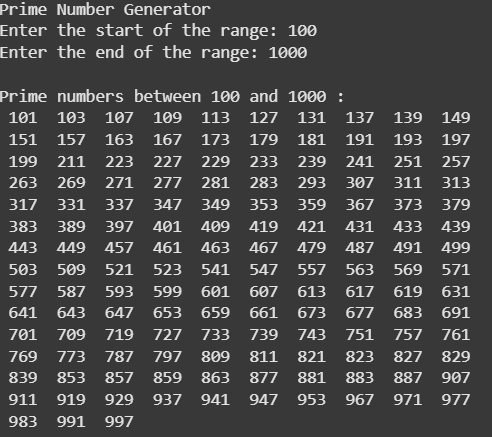 Prime Number Generator
Enter the start of the range: 100
Enter the end of the range: 1000
Prime numbers between 100 and 1000 :
101 103 107 109 113 127 131 137 139 149
151 157 163 167 173 179 181 191 193 197
199 211 223 227 229 233 239 241 251 257
263 269 271 277 281 283 293 307 311 313
317 331 337 347 349 353 359 367 373 379
383 389 397 401 409 419 421 431 433 439
443 449 457 461 463 467 479 487 491 499
503 509 521 523 541 547 557 563 569 571
577 587 593 599 601 607 613 617 619 631
641 643 647 653 659 661 673 677 683 691
701 709 719 727 733 739 743 751 757 761
769 773 787 797 809 811 821 823 827 829
839 853 857 859 863 877 881 883 887 907
911 919 929 937 941 947 953 967 971 977
983 991 997